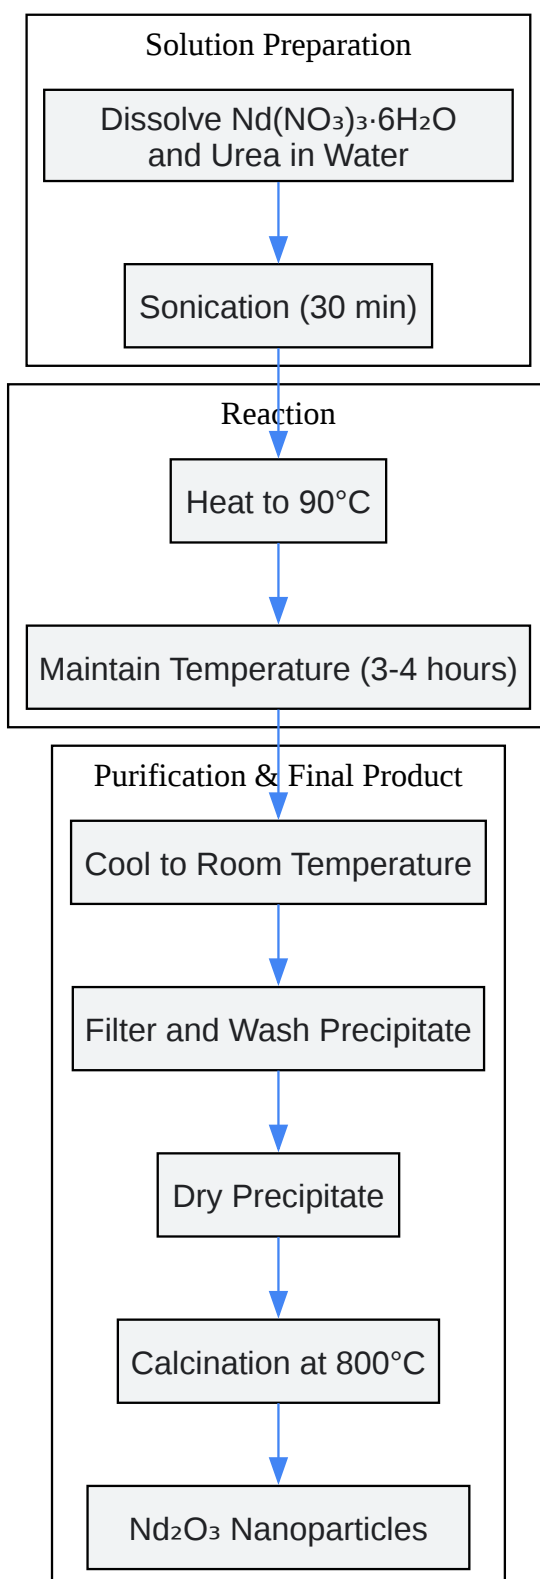 Solution Preparation
Dissolve Nd(NO₃)₃·6H₂O
and Urea in Water
Sonication (30 min)
Reaction
Heat to 90°C
Maintain Temperature (3-4 hours)
Purification & Final Product
Cool to Room Temperature
Filter and Wash Precipitate
Dry Precipitate
Calcination at 800°C
Nd₂O₃ Nanoparticles